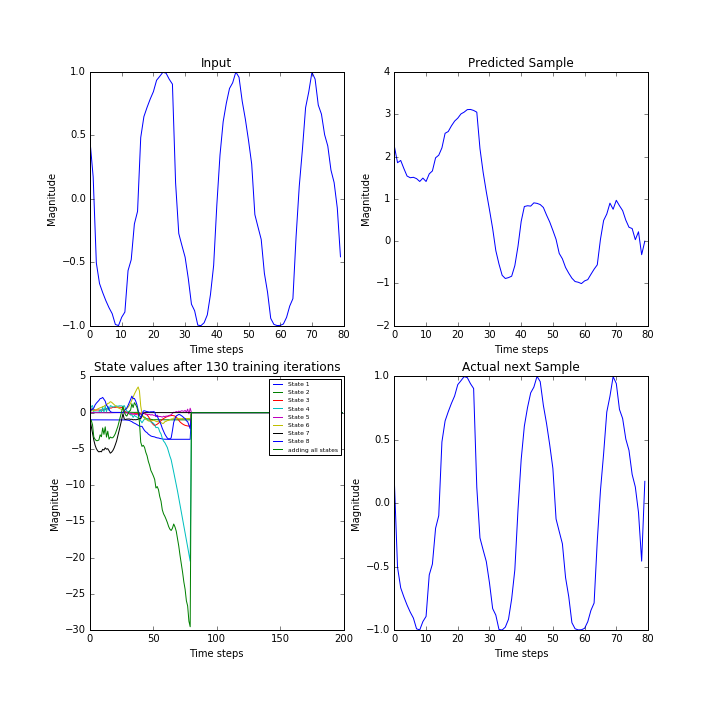 Input
Magnitude
1.0
0.5
0.0
−0.5
−1.0
0 10 20 30 40 50 60 70 80
Time steps
Predicted Sample
Magnitude
4
3
2
1
0
−1
−2
0 10 20 30 40 50 60 70 80
Time steps
State values after 130 training iterations
Magnitude
5
0
−5
−10
−15
−20
−25
−30
0 50 100 150 200
Time steps
State 1
State 2
State 3
State 4
State 5
State 6
State 7
State 8
adding all states
Actual next Sample
Magnitude
1.0
0.5
0.0
−0.5
−1.0
0 10 20 30 40 50 60 70 80
Time steps